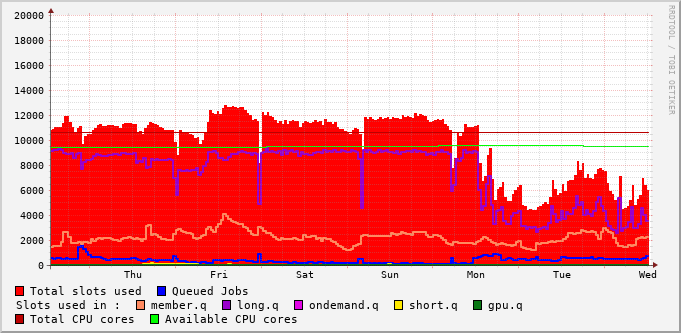 20000
18000
16000
14000
12000
10000
8000
6000
4000
2000
0
Thu Fri Sat Sun Mon Tue Wed
Total slots used Queued Jobs
Slots used in : member.q long.q ondemand.q short.q gpu.q
Total CPU cores Available CPU cores
RRDTOOL / TOBI OETIKER